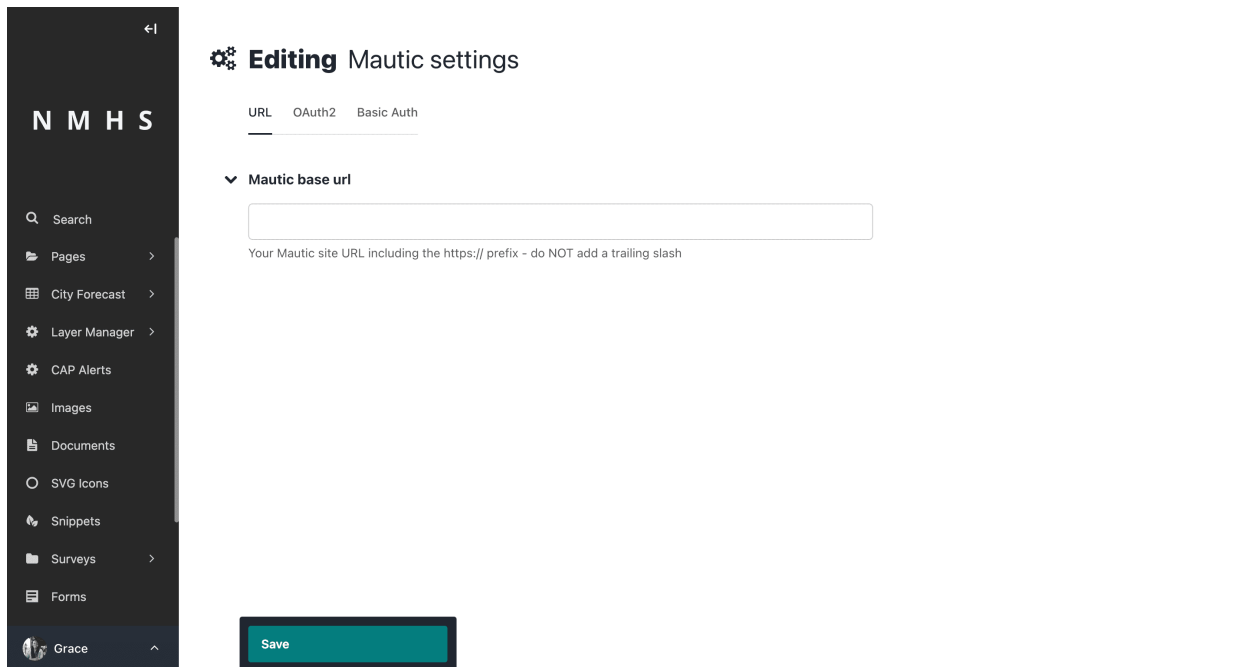 N M H S
Search
Pages
City Forecast
Layer Manager
CAP Alerts
Images
Documents
SVG Icons
Snippets
Surveys
Forms
Grace
Editing Mautic settings
URL OAuth2 Basic Auth
Mautic base url
Your Mautic site URL including the https:// prefix - do NOT add a trailing slash
Save